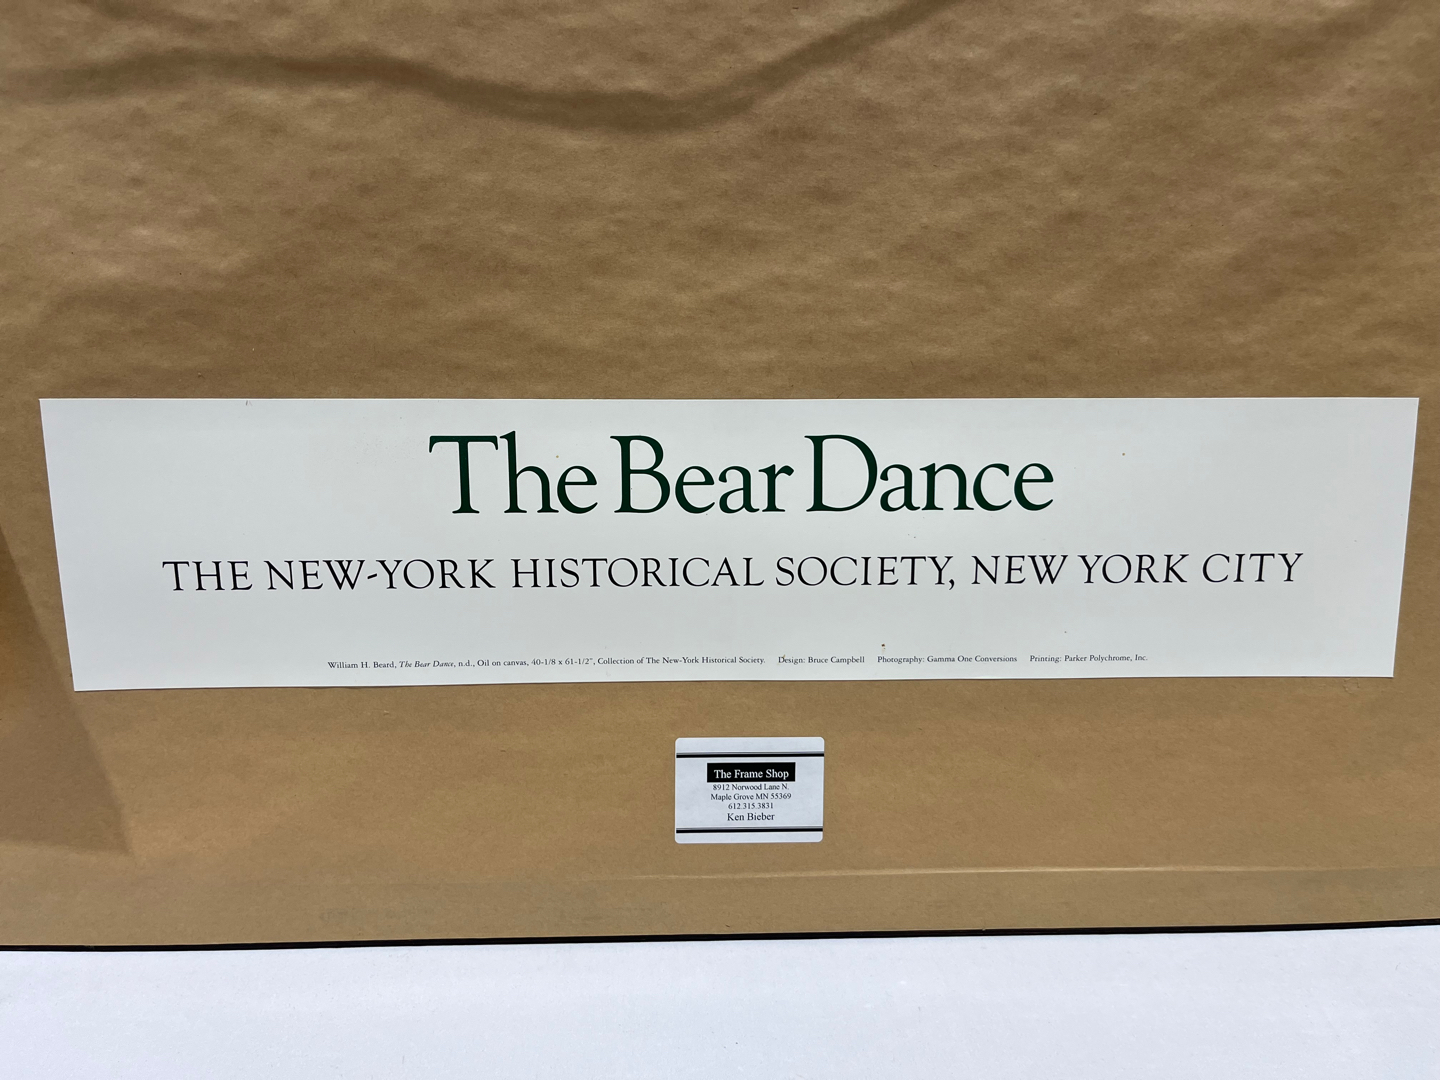 The Bear Dance
THE NEW-YORK HISTORICAL SOCIETY, NEW YORK CITY
William H. Beard, The Bear Dance, n.d., Oil on canvas, 40-1/8 x 61-1/2", Collection of The New-York Historical Society. Design: Bruce Campbell Photography: Gamma One Conversions Printing: Parker Polychrome, Inc.
The Frame Shop
8912 Norwood Lane N.
Maple Grove MN 55369
612.315.3831
Ken Bieber